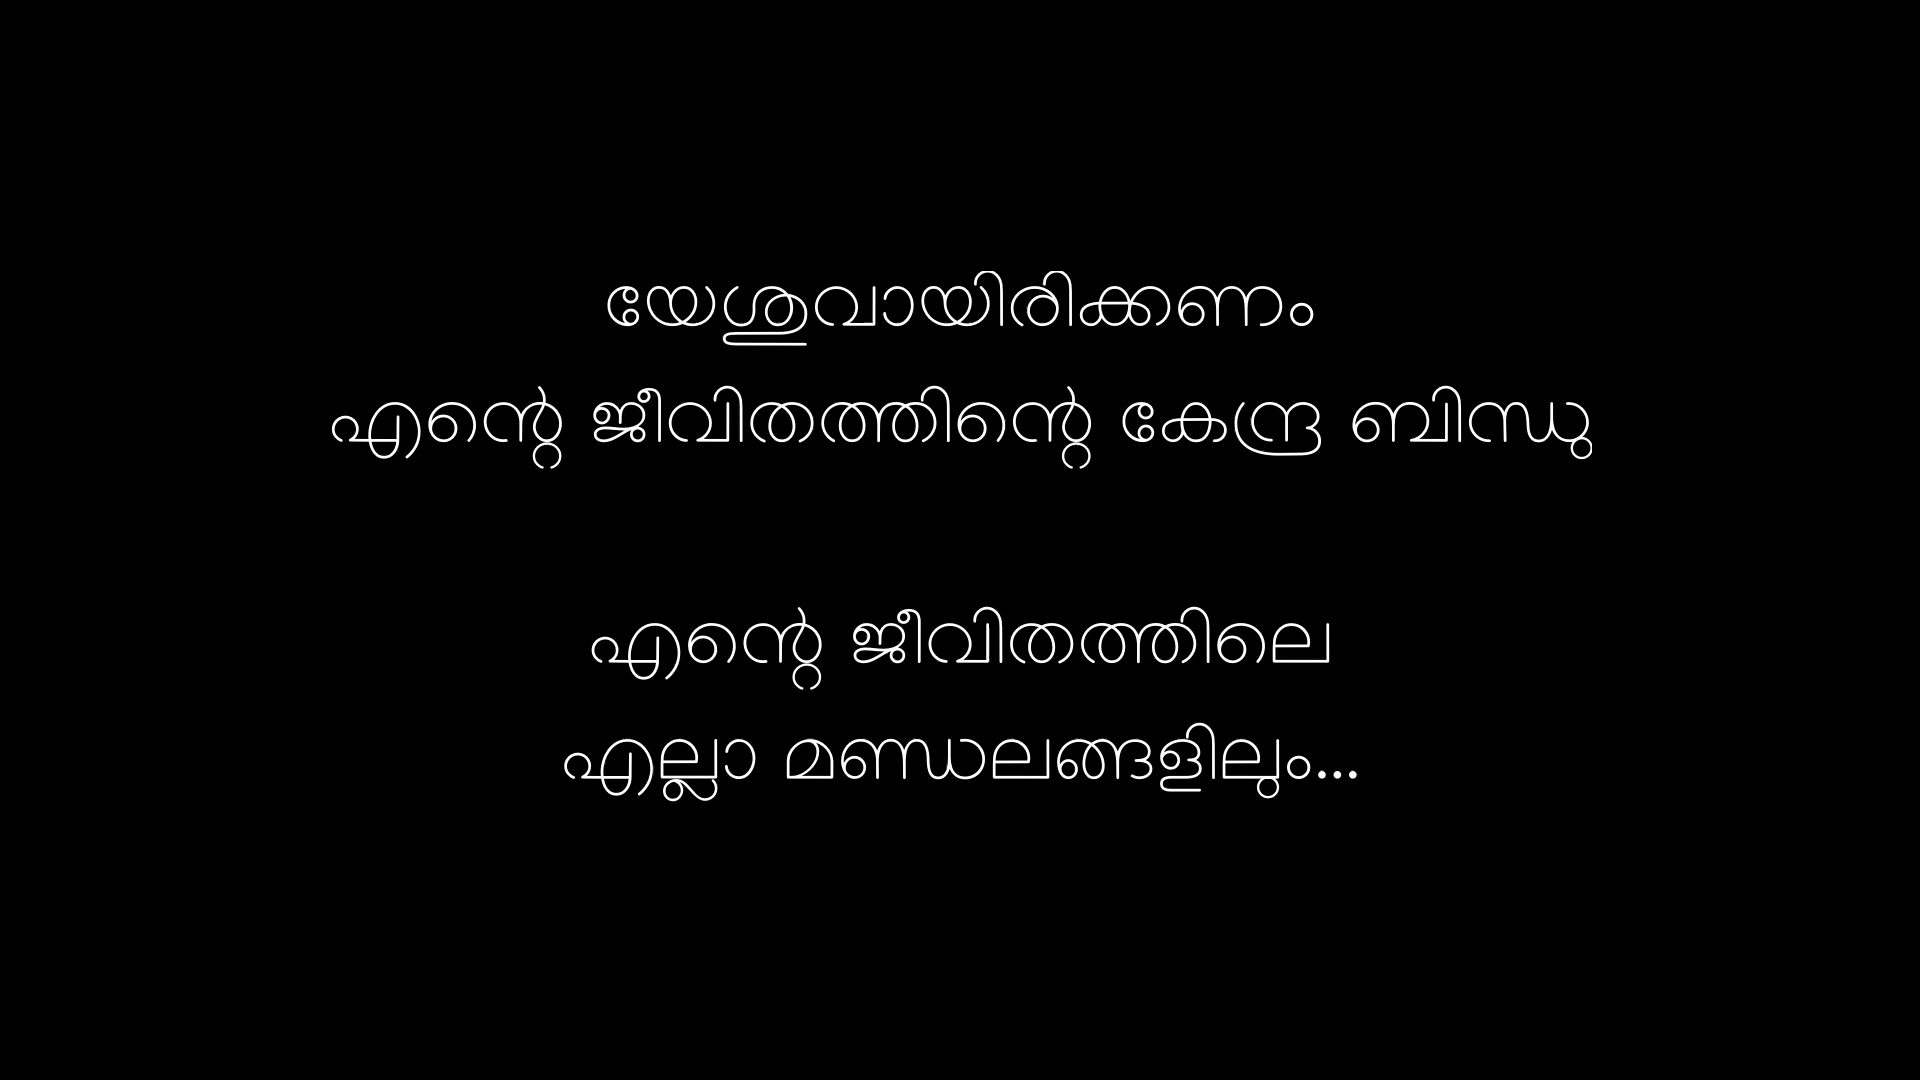 യേശുവായിരിക്കണം
എന്റെ ജീവിതത്തിന്റെ കേന്ദ്ര ബിന്ധു
എന്റെ ജീവിതത്തിലെ
എല്ലാ മണ്ഡലങ്ങളിലും...